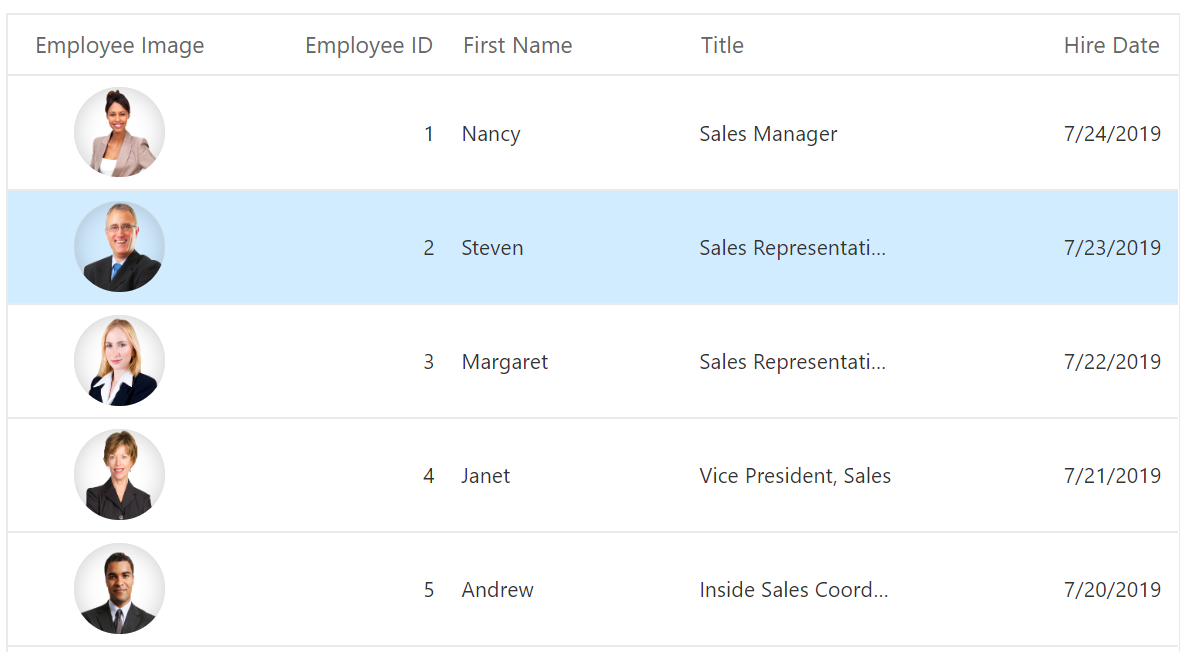 Employee Image Employee ID First Name Title Hire Date
1 Nancy Sales Manager 7/24/2019
2 Steven Sales Representati... 7/23/2019
3 Margaret Sales Representati... 7/22/2019
4 Janet Vice President, Sales 7/21/2019
5 Andrew Inside Sales Coord... 7/20/2019